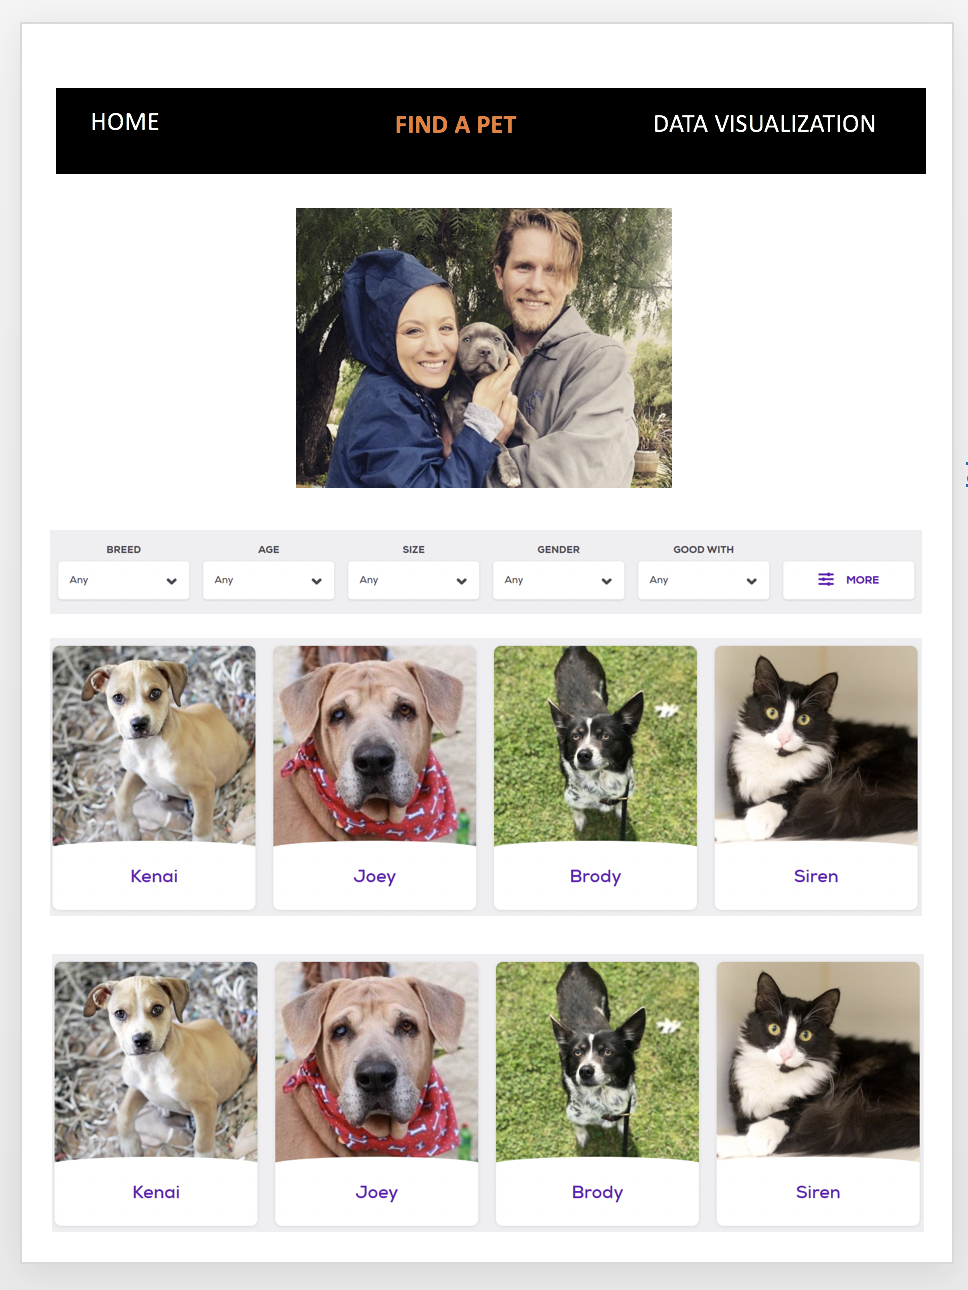 HOME FIND A PET DATA VISUALIZATION
BREED AGE SIZE GENDER GOOD WITH
Any Any Any Any Any MORE
Kenai Joey Brody Siren
Kenai Joey Brody Siren